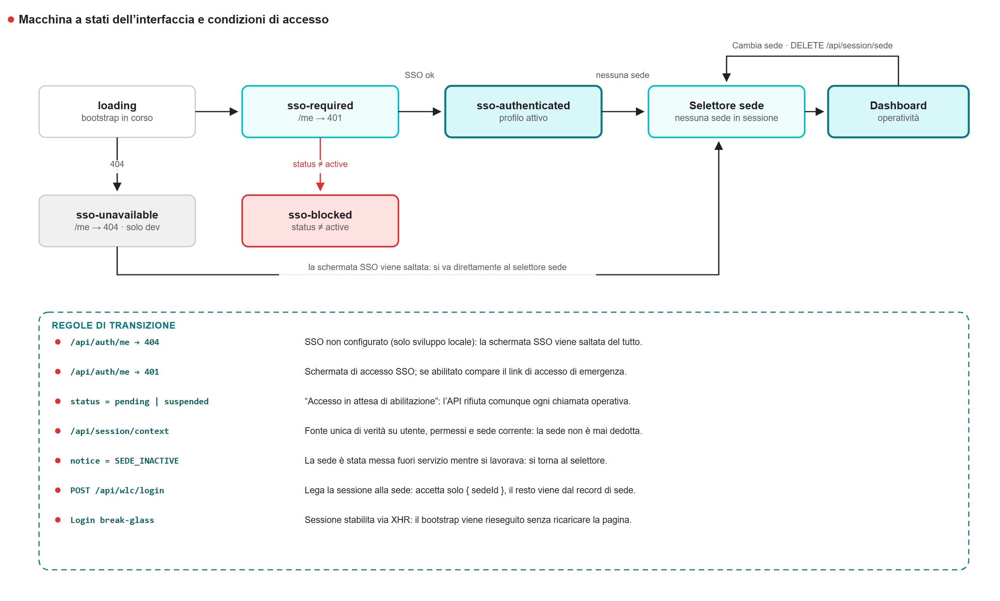 Macchina a stati dell’interfaccia e condizioni di accesso
Cambia sede · DELETE /api/session/sede
SSO ok
nessuna sede
loading
bootstrap in corso
sso-required
/me → 401
sso-authenticated
profilo attivo
Selettore sede
nessuna sede in sessione
Dashboard
operatività
404
status ≠ active
sso-unavailable
/me → 404 · solo dev
sso-blocked
status ≠ active
la schermata SSO viene saltata: si va direttamente al selettore sede
REGOLE DI TRANSIZIONE
/api/auth/me → 404 SSO non configurato (solo sviluppo locale): la schermata SSO viene saltata del tutto.
/api/auth/me → 401 Schermata di accesso SSO; se abilitato compare il link di accesso di emergenza.
status = pending | suspended “Accesso in attesa di abilitazione”: l’API rifiuta comunque ogni chiamata operativa.
/api/session/context Fonte unica di verità su utente, permessi e sede corrente: la sede non è mai dedotta.
notice = SEDE_INACTIVE La sede è stata messa fuori servizio mentre si lavorava: si torna al selettore.
POST /api/wlc/login Lega la sessione alla sede: accetta solo { sedeId }, il resto viene dal record di sede.
Login break-glass Sessione stabilita via XHR: il bootstrap viene rieseguito senza ricaricare la pagina.